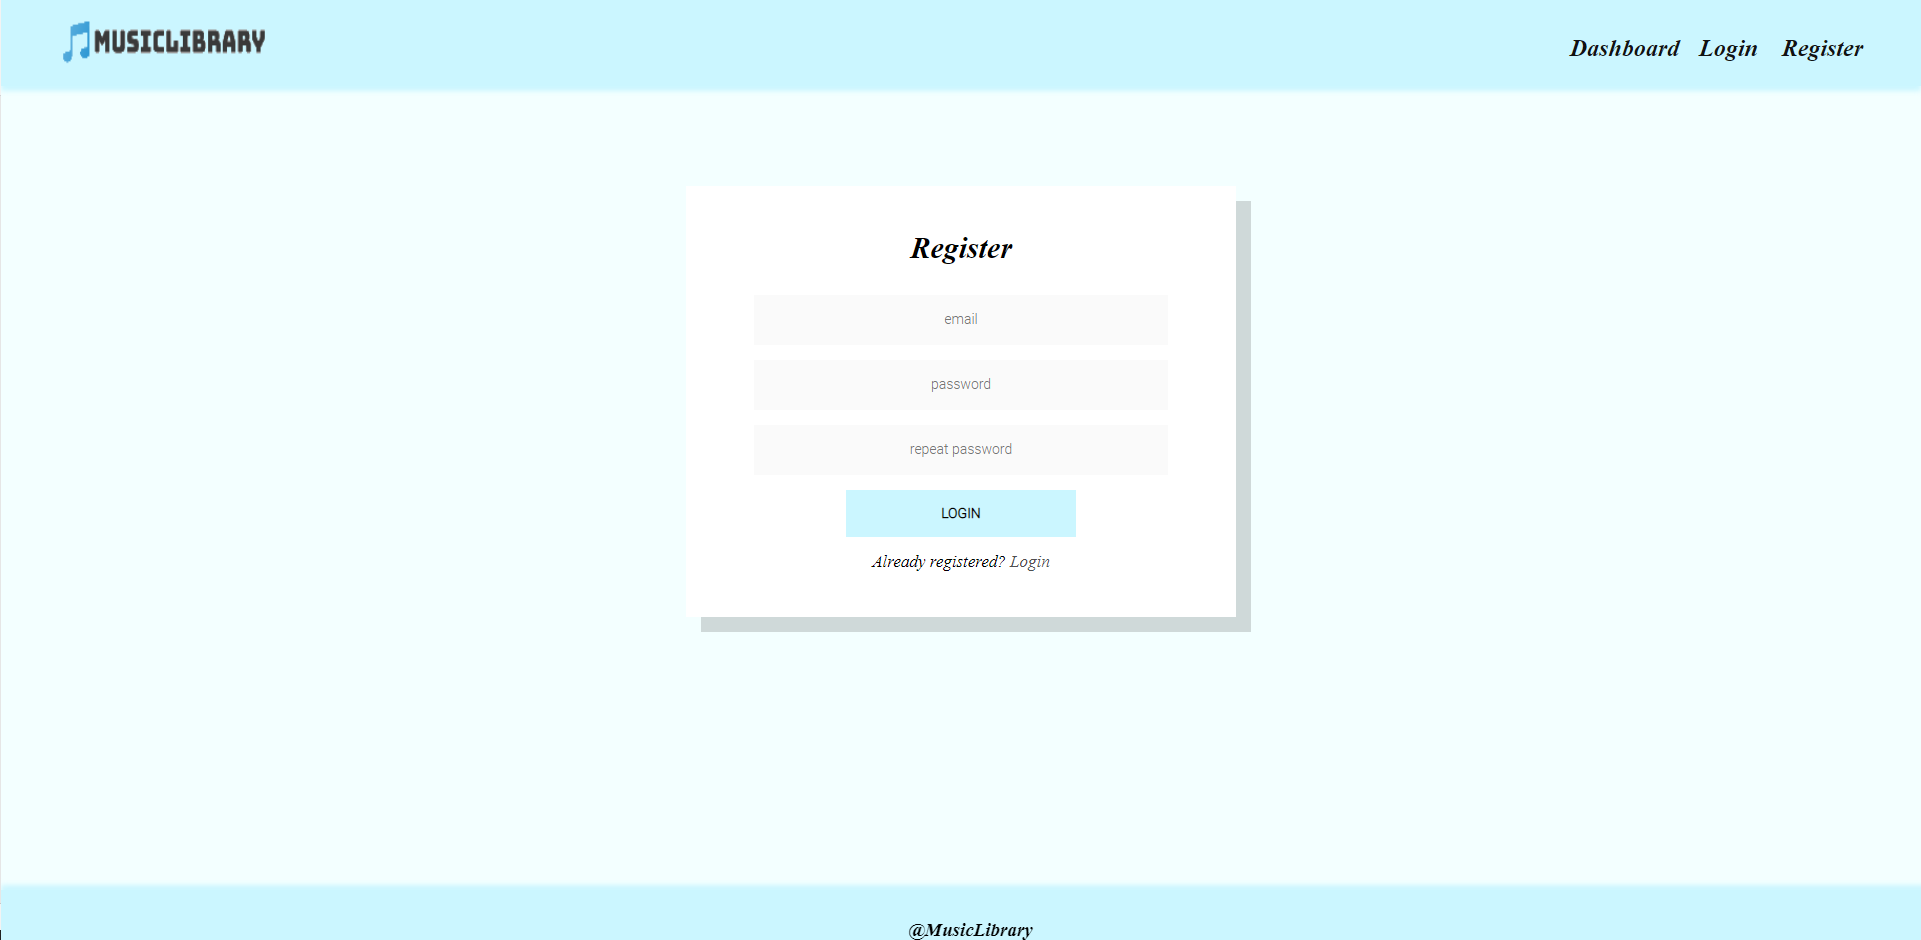 MUSICLIBRARY
Dashboard Login Register
Register
email
password
repeat password
LOGIN
Already registered? Login
@MusicLibrary